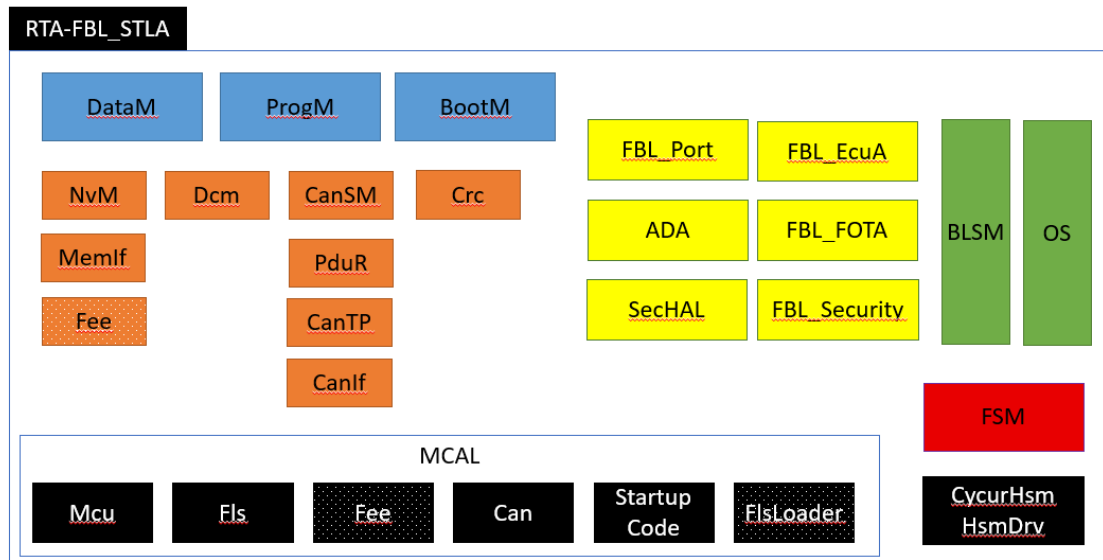 RTA-FBL_STLA
DataM
ProgM
BootM
FBL_Port
FBL_EcuA
NvM
Dcm
CanSM
Crc
ADA
FBL_FOTA
BLSM
OS
MemIf
PduR
Fee
CanTP
SecHAL
FBL_Security
CanIf
FSM
MCAL
Mcu
Fls
Fee
Can
Startup
Code
FlsLoader
CycurHsm
HsmDrv